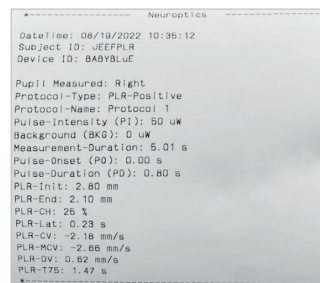 *---------- Neuroptics ----------
DateTime: 08/19/2022 10:35:12
Subject ID: JEEFPLR
Device ID: BABYBLUE
Pupil Measured: Right
Protocol-Type: PLR-Positive
Protocol-Name: Protocol 1
Pulse-Intensity (PI): 50 uW
Background (BKG): 0 uW
Measurement-Duration: 5.01 s
Pulse-Onset (PO): 0.00 s
Pulse-Duration (PD): 0.80 s
PLR-Init: 2.80 mm
PLR-End: 2.10 mm
PLR-CH: 25 %
PLR-Lat: 0.23 s
PLR-CV: -2.18 mm/s
PLR-MCV: -2.66 mm/s
PLR-DV: 0.62 mm/s
PLR-T75: 1.47 s
*----------